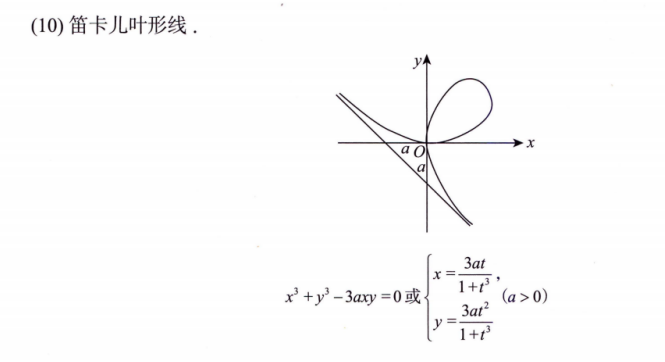 (10) 笛卡儿叶形线.
y
x
a O
a
x³+y³-3axy=0或{x=3at/(1+t³), y=3at²/(1+t³)} (a>0)